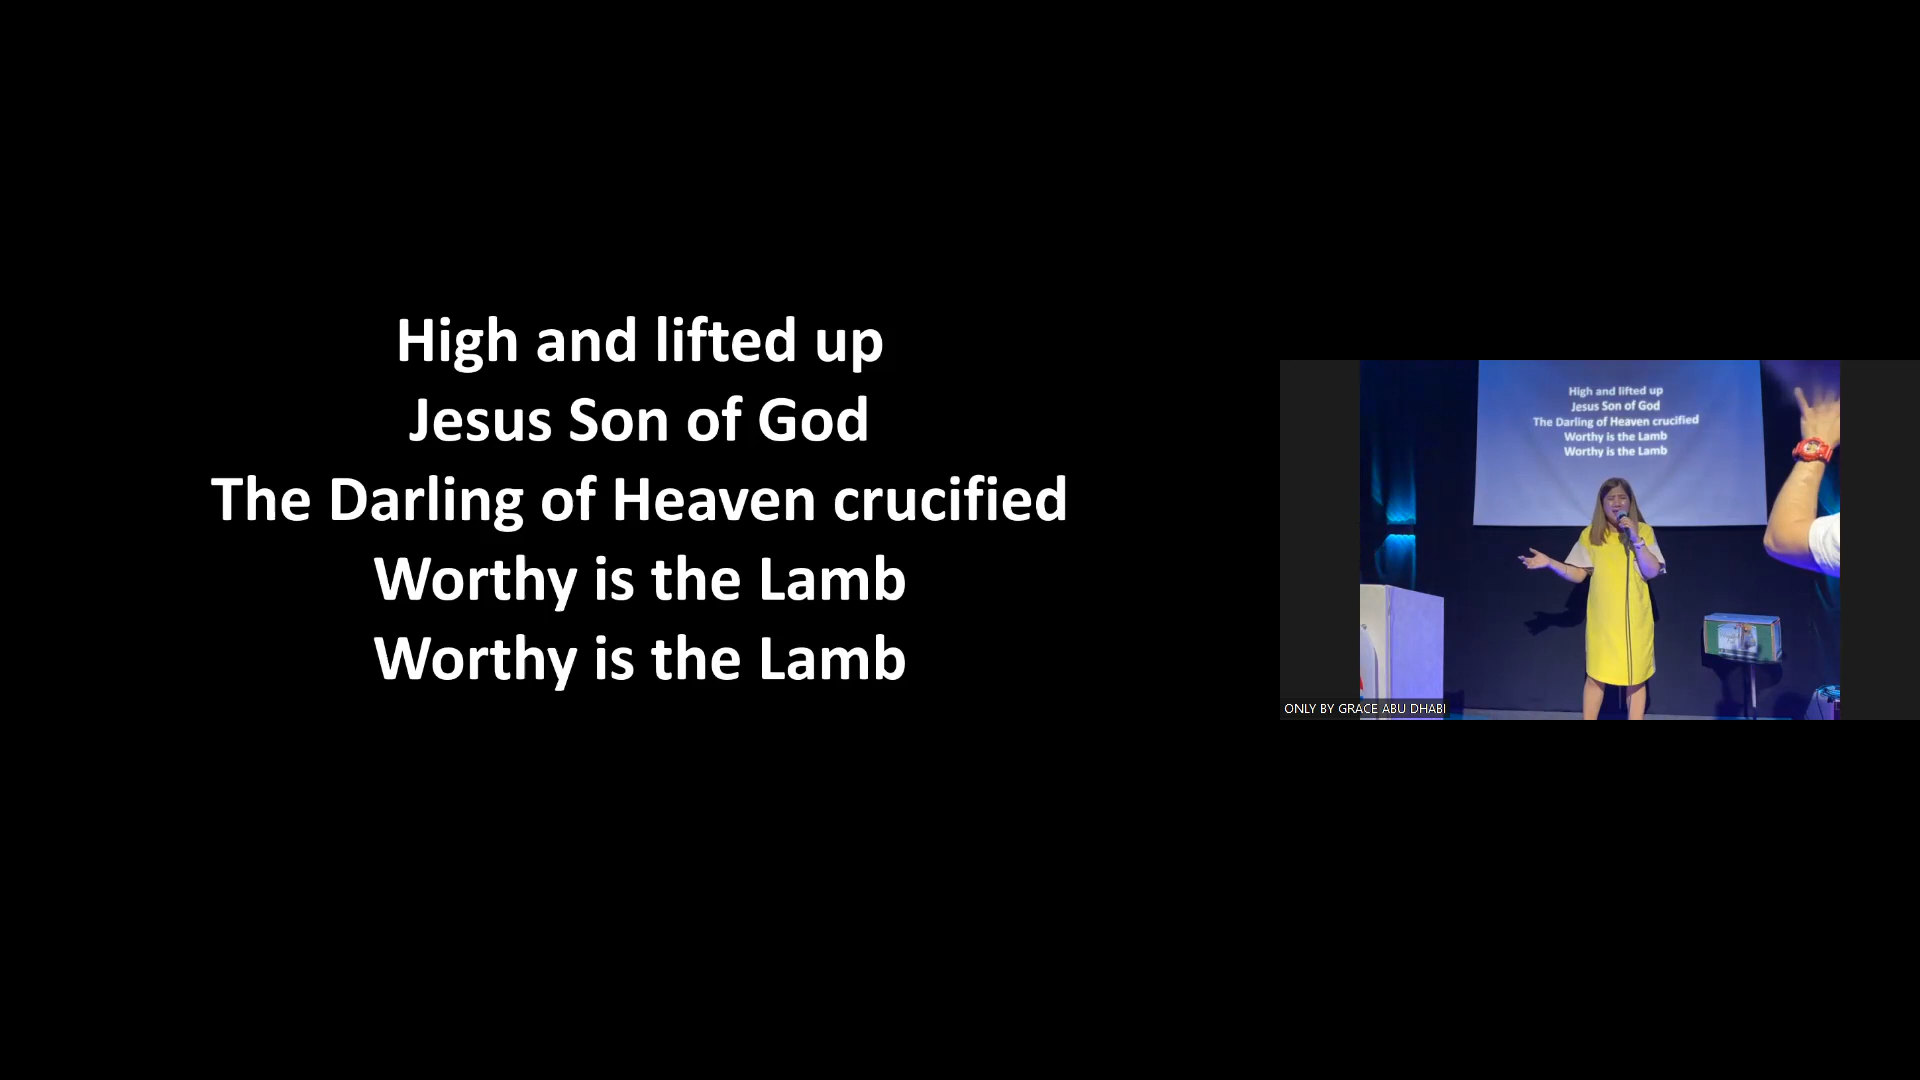 High and lifted up
Jesus Son of God
The Darling of Heaven crucified
Worthy is the Lamb
Worthy is the Lamb
High and lifted up
Jesus Son of God
The Darling of Heaven crucified
Worthy is the Lamb
Worthy is the Lamb
ONLY BY GRACE ABU DHABI